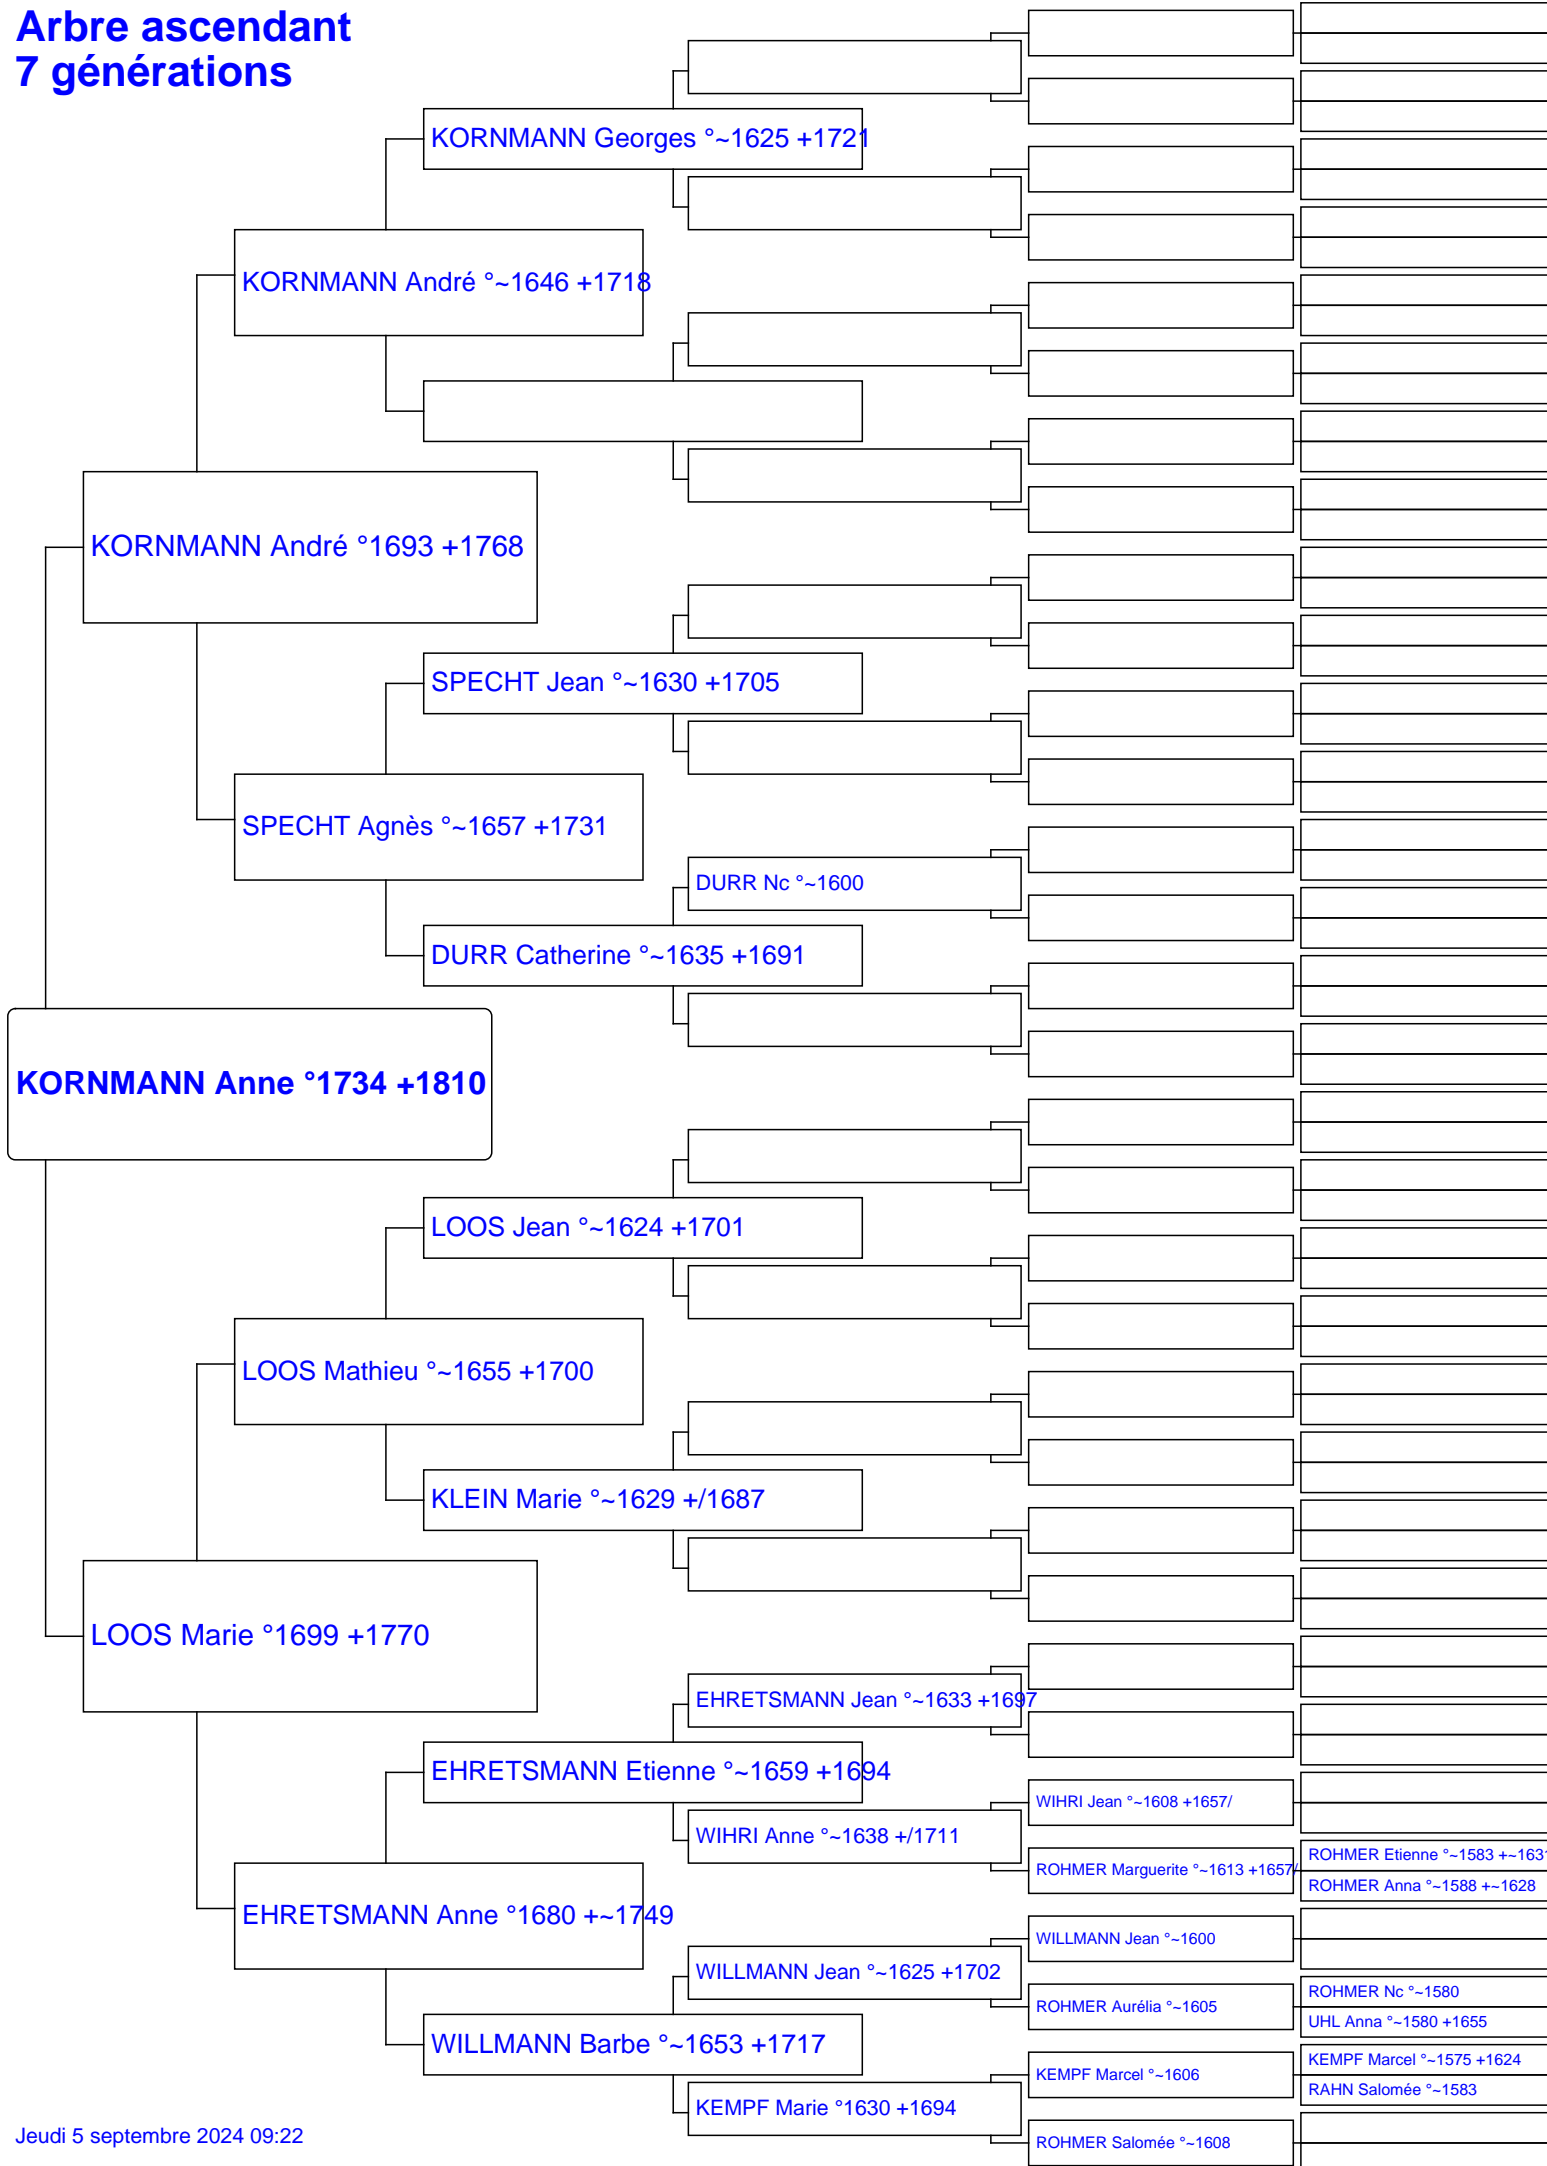 Arbre ascendant
7 générations
KORNMANN Georges °~1625 +1721
KORNMANN André °~1646 +1718
KORNMANN André °1693 +1768
SPECHT Jean °~1630 +1705
SPECHT Agnès °~1657 +1731
DURR Nc °~1600
DURR Catherine °~1635 +1691
KORNMANN Anne °1734 +1810
LOOS Jean °~1624 +1701
LOOS Mathieu °~1655 +1700
KLEIN Marie °~1629 +/1687
LOOS Marie °1699 +1770
EHRETSMANN Jean °~1633 +1697
EHRETSMANN Etienne °~1659 +1694
WIHRI Jean °~1608 +1657/
WIHRI Anne °~1638 +/1711
ROHMER Etienne °~1583 +~1631
ROHMER Marguerite °~1613 +1657/
ROHMER Anna °~1588 +~1628
EHRETSMANN Anne °1680 +~1749
WILLMANN Jean °~1600
WILLMANN Jean °~1625 +1702
ROHMER Nc °~1580
ROHMER Aurélia °~1605
UHL Anna °~1580 +1655
WILLMANN Barbe °~1653 +1717
KEMPF Marcel °~1575 +1624
KEMPF Marcel °~1606
RAHN Salomée °~1583
KEMPF Marie °1630 +1694
ROHMER Salomée °~1608
Jeudi 5 septembre 2024 09:22